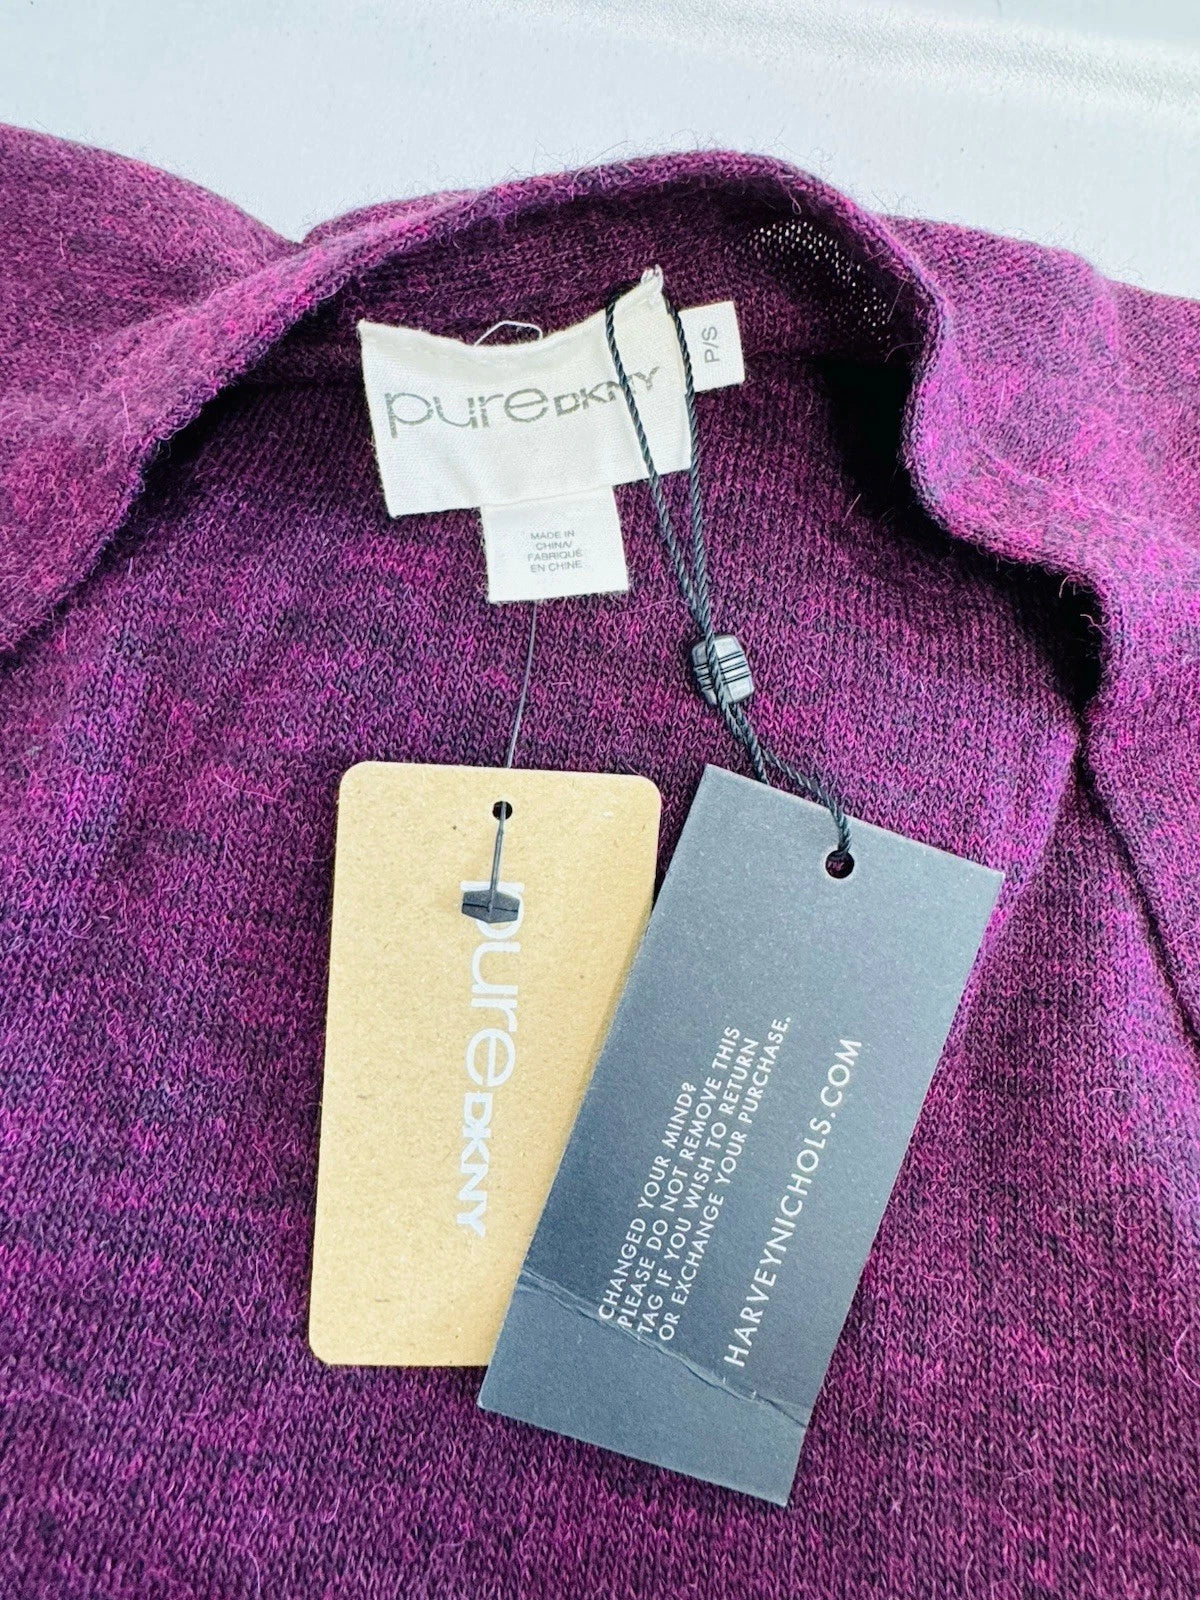 pureDKNY
P/S
MADE IN
CHINA/
FABRIQUÉ
EN CHINE
pureDKNY
CHANGED YOUR MIND?
PLEASE DO NOT REMOVE THIS
TAG IF YOU WISH TO RETURN
OR EXCHANGE YOUR PURCHASE.
HARVEYNICHOLS.COM